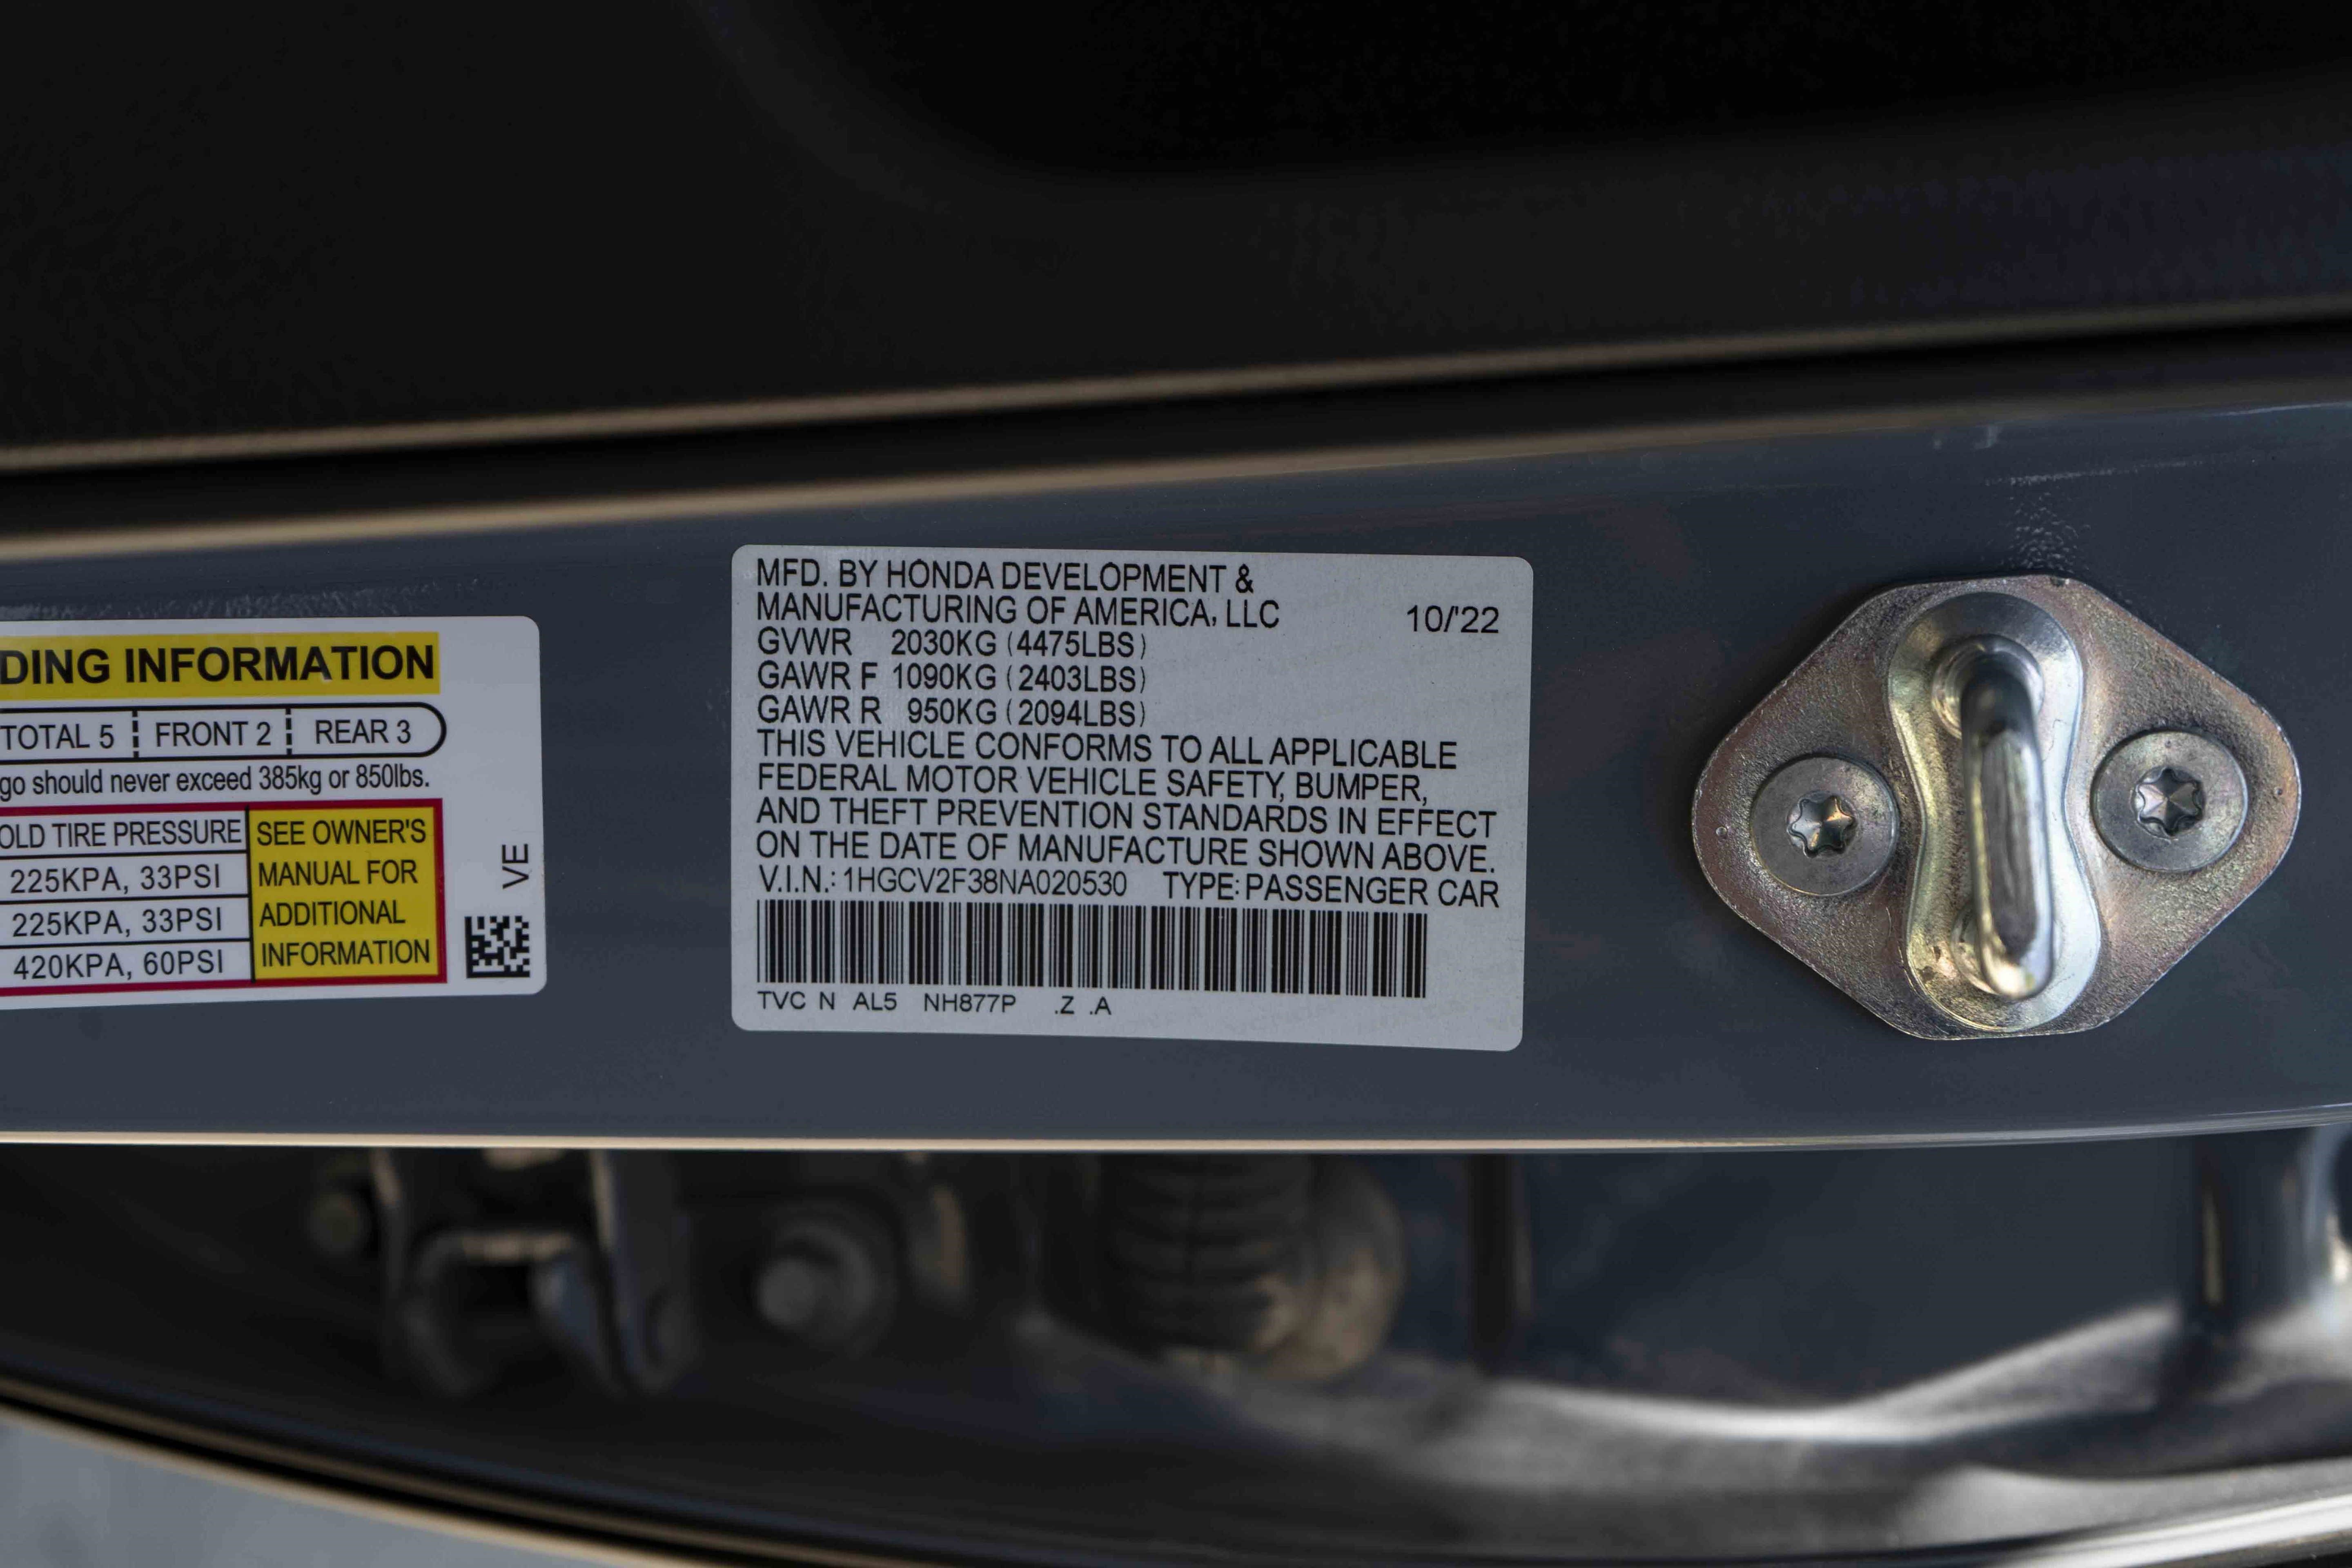 DING INFORMATION
TOTAL 5 FRONT 2 REAR 3
go should never exceed 385kg or 850lbs.
OLD TIRE PRESSURE
225KPA, 33PSI
225KPA, 33PSI
420KPA, 60PSI
SEE OWNER'S
MANUAL FOR
ADDITIONAL
INFORMATION
VE
MFD. BY HONDA DEVELOPMENT &
MANUFACTURING OF AMERICA, LLC 10/'22
GVWR 2030KG (4475LBS)
GAWR F 1090KG (2403LBS)
GAWR R 950KG (2094LBS)
THIS VEHICLE CONFORMS TO ALL APPLICABLE
FEDERAL MOTOR VEHICLE SAFETY, BUMPER,
AND THEFT PREVENTION STANDARDS IN EFFECT
ON THE DATE OF MANUFACTURE SHOWN ABOVE.
V.I.N.: 1HGCV2F38NA020530 TYPE: PASSENGER CAR
TVC N AL5 NH877P .Z .A